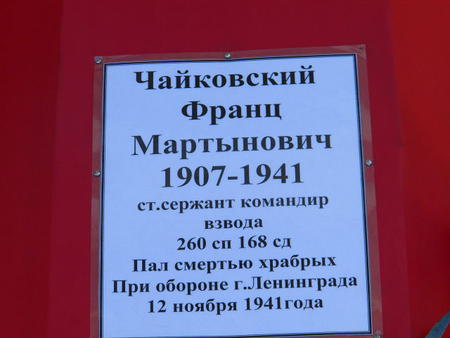 Чайковский
Франц
Мартынович
1907-1941
ст.сержант командир
взвода
260 сп 168 сд
Пал смертью храбрых
При обороне г.Ленинграда
12 ноября 1941года